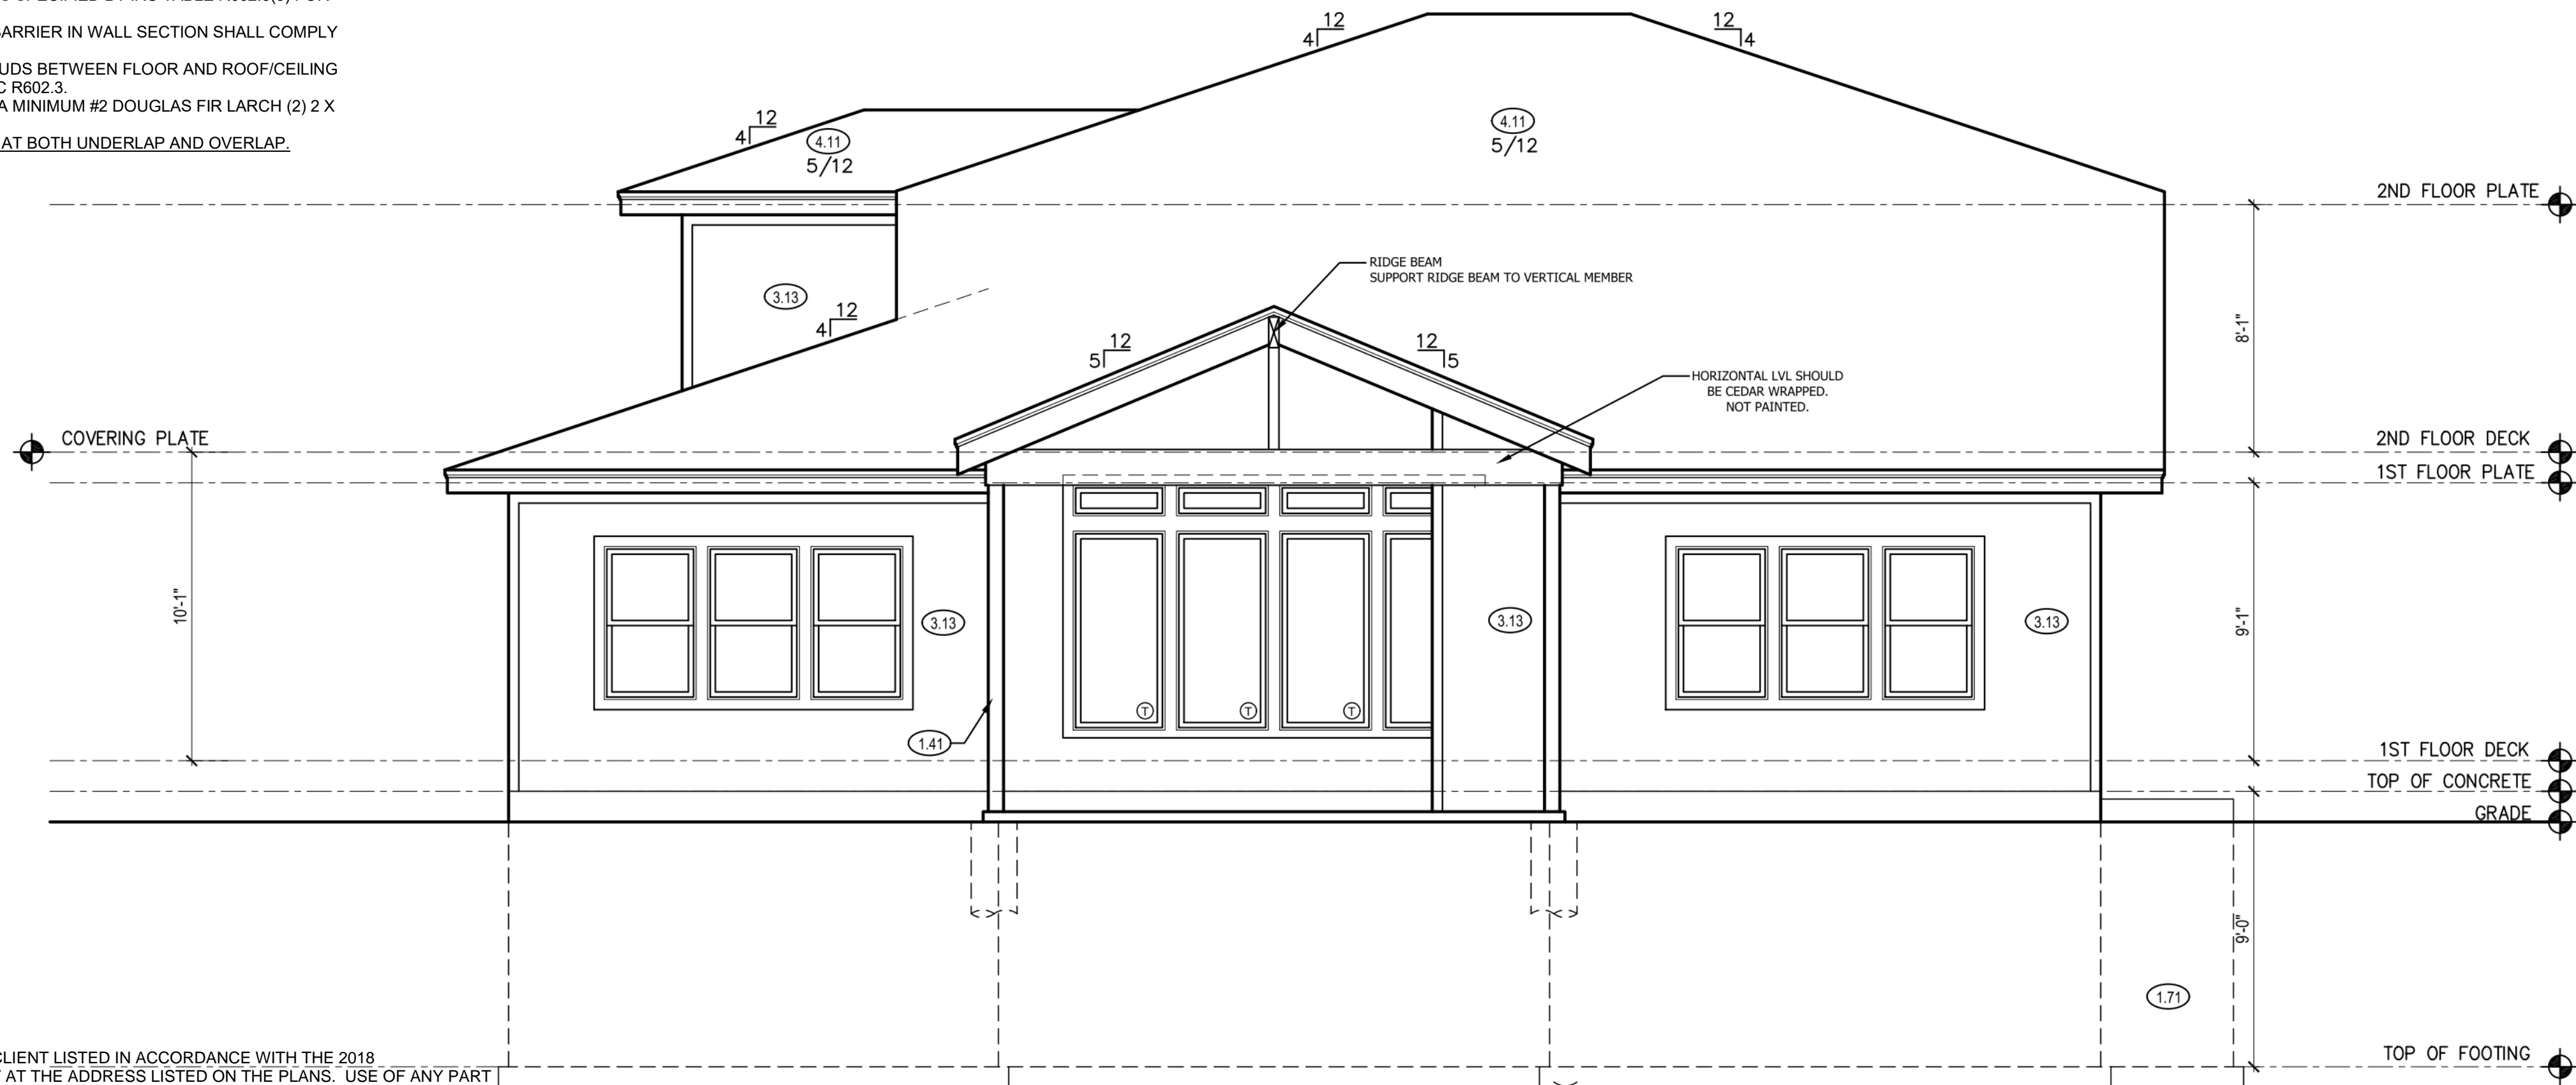 BARRIER IN WALL SECTION SHALL COMPLY
UDS BETWEEN FLOOR AND ROOF/CEILING
C R602.3.
A MINIMUM #2 DOUGLAS FIR LARCH (2) 2 X
AT BOTH UNDERLAP AND OVERLAP.
12
4
12
4
12
4
4.11
5/12
4.11
5/12
2ND FLOOR PLATE
RIDGE BEAM
SUPPORT RIDGE BEAM TO VERTICAL MEMBER
3.13
12
4
8'-1"
12
5
12
5
HORIZONTAL LVL SHOULD
BE CEDAR WRAPPED.
NOT PAINTED.
COVERING PLATE
2ND FLOOR DECK
1ST FLOOR PLATE
10'-1"
3.13
3.13
3.13
9'-1"
T
T
T
1.41
1ST FLOOR DECK
TOP OF CONCRETE
GRADE
9'-0"
1.71
TOP OF FOOTING
CLIENT LISTED IN ACCORDANCE WITH THE 2018
AT THE ADDRESS LISTED ON THE PLANS. USE OF ANY PART